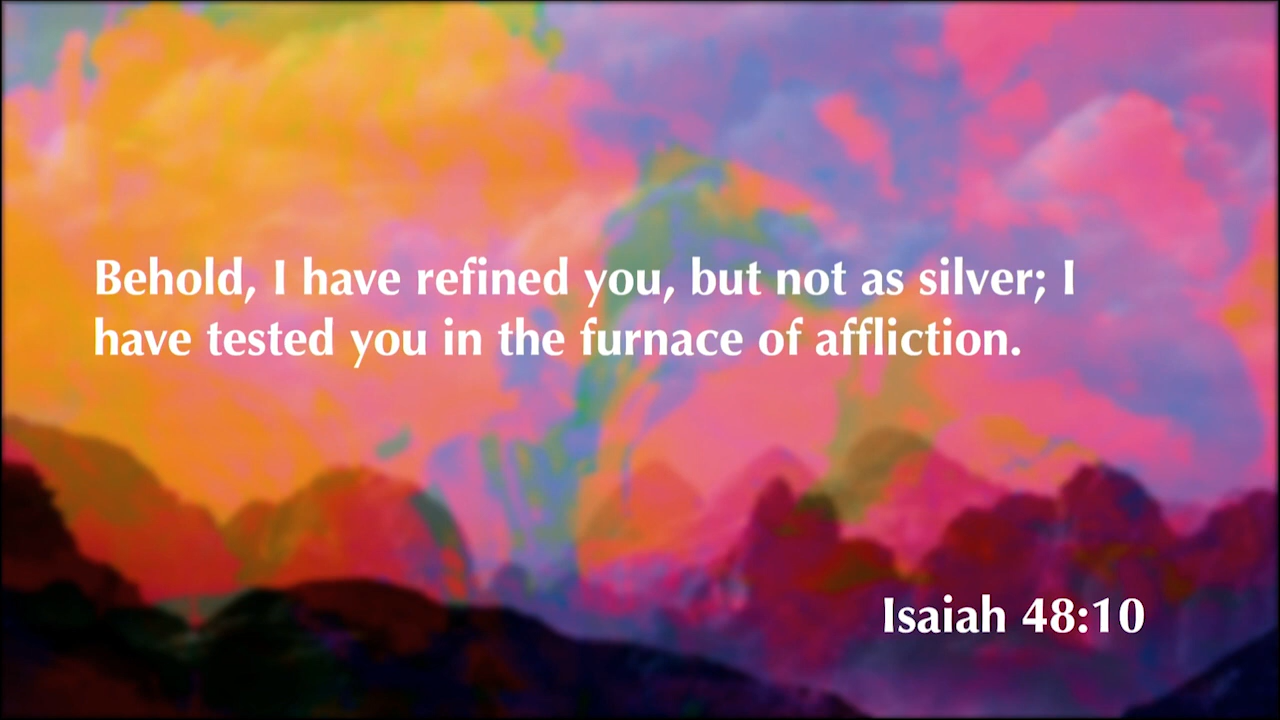 Behold, I have refined you, but not as silver; I
have tested you in the furnace of affliction.
Isaiah 48:10